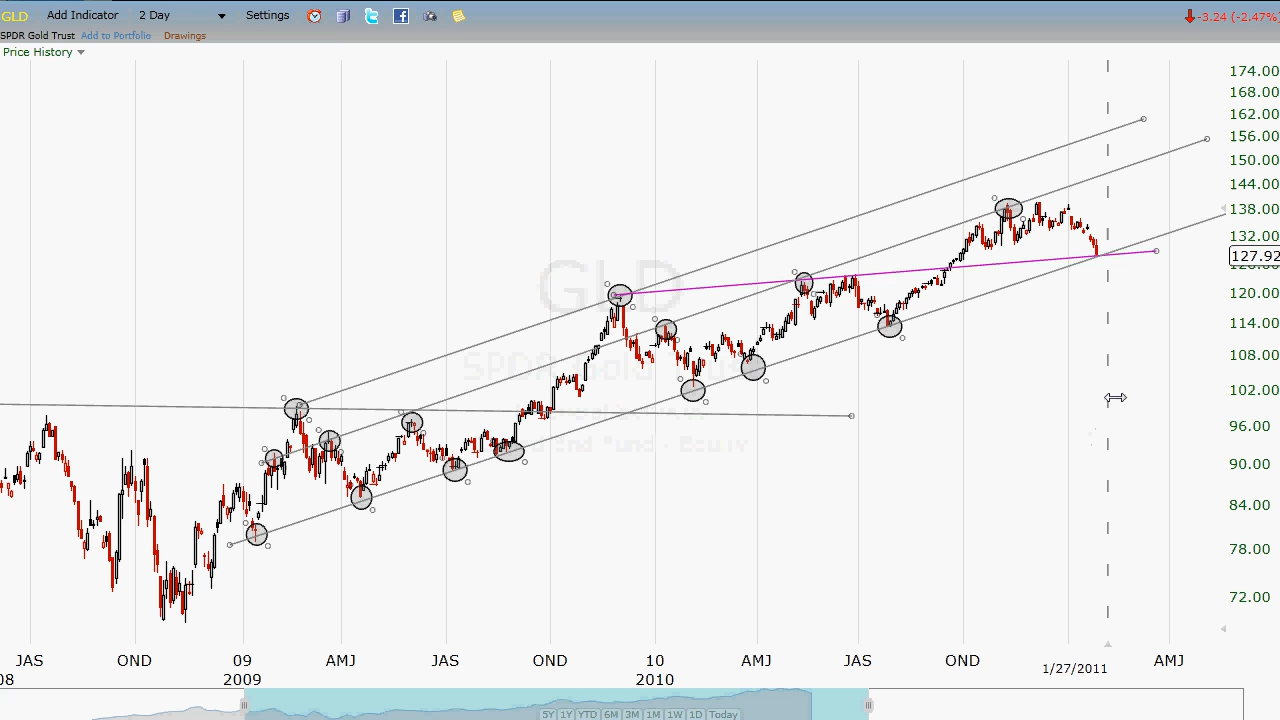 GLD Add Indicator 2 Day Settings -3.24 (-2.47%)
SPDR Gold Trust Add to Portfolio Drawings
Price History
174.00
168.00
162.00
156.00
150.00
144.00
138.00
132.00
127.92
120.00
114.00
108.00
102.00
96.00
90.00
84.00
78.00
72.00
GLD
SPDR Gold Trust
JAS OND 09 AMJ JAS OND 10 AMJ JAS OND 1/27/2011 AMJ
08 2009 2010
5Y 1Y YTD 6M 3M 1M 1W 1D Today